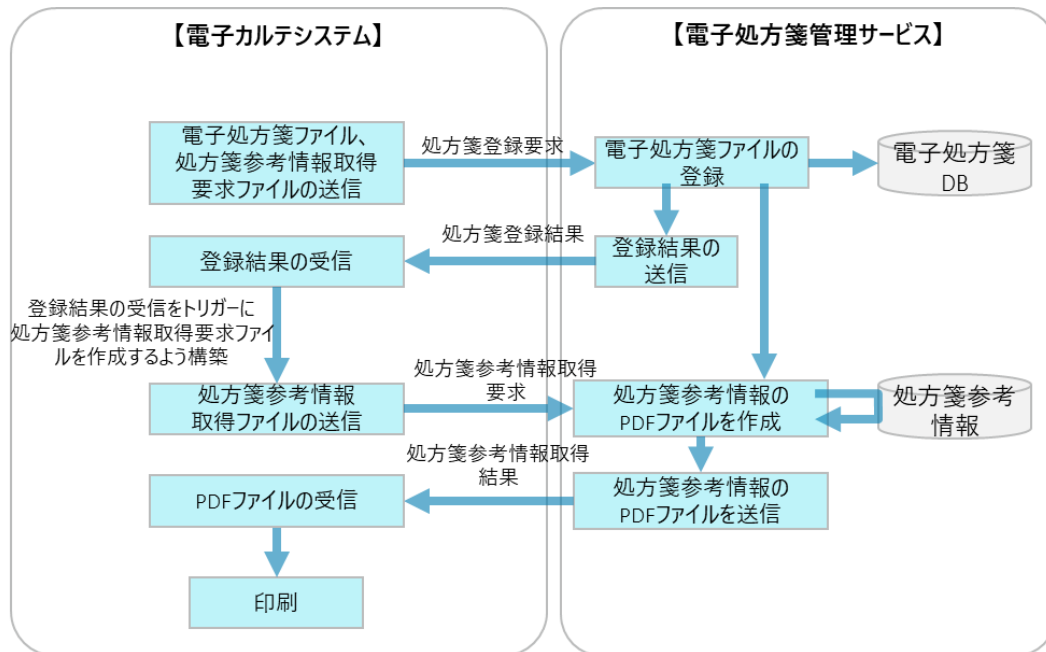 【電子カルテシステム】
【電子処方箋管理サービス】
電子処方箋ファイル、
処方箋参考情報取得
要求ファイルの送信
処方箋登録要求
電子処方箋ファイルの
登録
電子処方箋
DB
登録結果の受信
処方箋登録結果
登録結果の
送信
登録結果の受信をトリガーに
処方箋参考情報取得要求ファイ
ルを作成するよう構築
処方箋参考情報
取得ファイルの送信
処方箋参考情報取得
要求
処方箋参考情報の
PDFファイルを作成
処方箋参考
情報
処方箋参考情報取得
結果
PDFファイルの受信
処方箋参考情報の
PDFファイルを送信
印刷